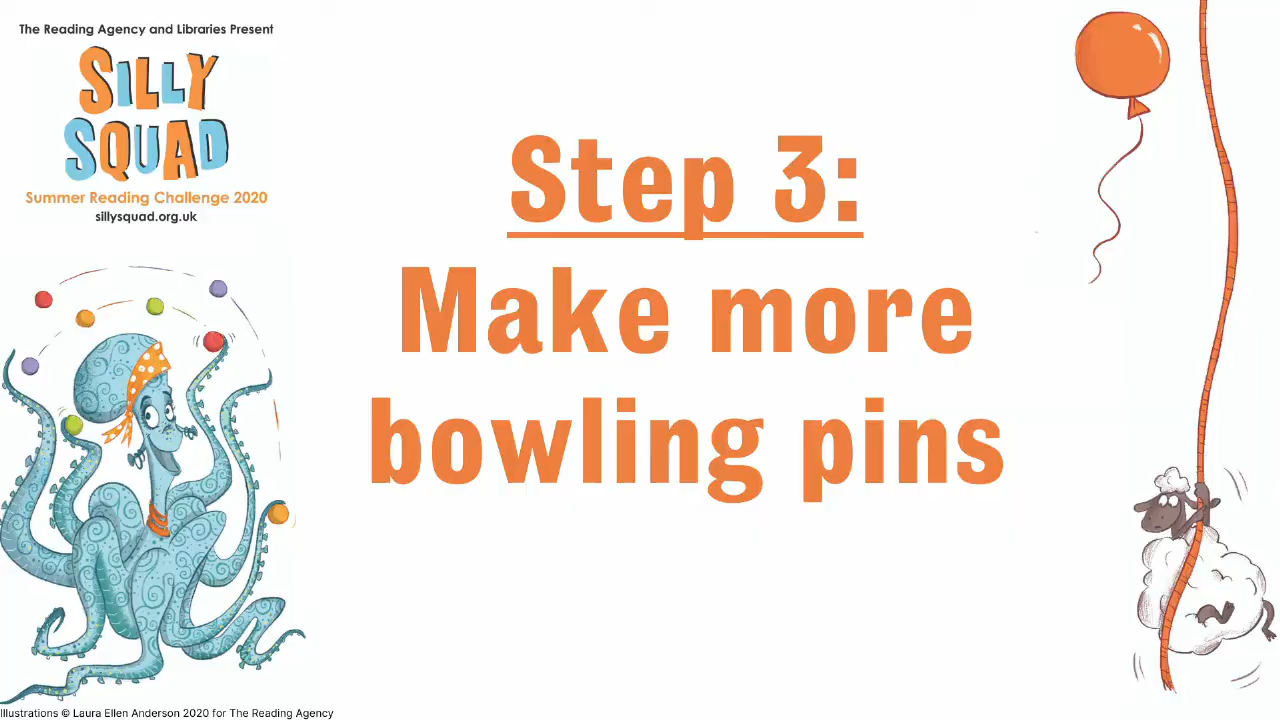 The Reading Agency and Libraries Present
SILLY
SQUAD
Summer Reading Challenge 2020
sillysquad.org.uk
Step 3:
Make more
bowling pins
Illustrations © Laura Ellen Anderson 2020 for The Reading Agency